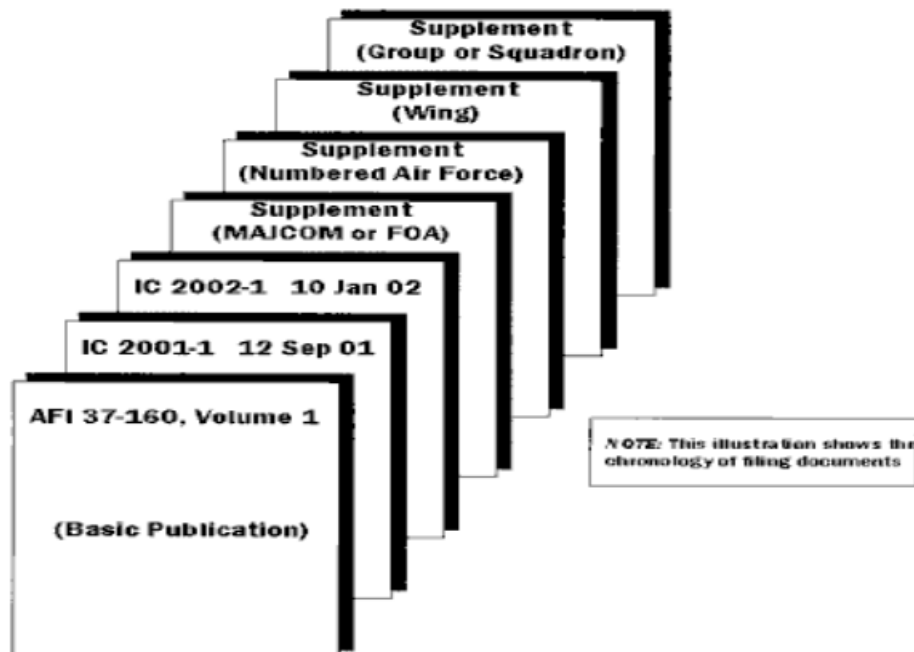 Supplement
(Group or Squadron)
Supplement
(Wing)
Supplement
(Numbered Air Force)
Supplement
(MAJCOM or FOA)
IC 2002-1 10 Jan 02
IC 2001-1 12 Sep 01
AFI 37-160, Volume 1
(Basic Publication)
NOTE: This illustration shows
chronology of filing documents